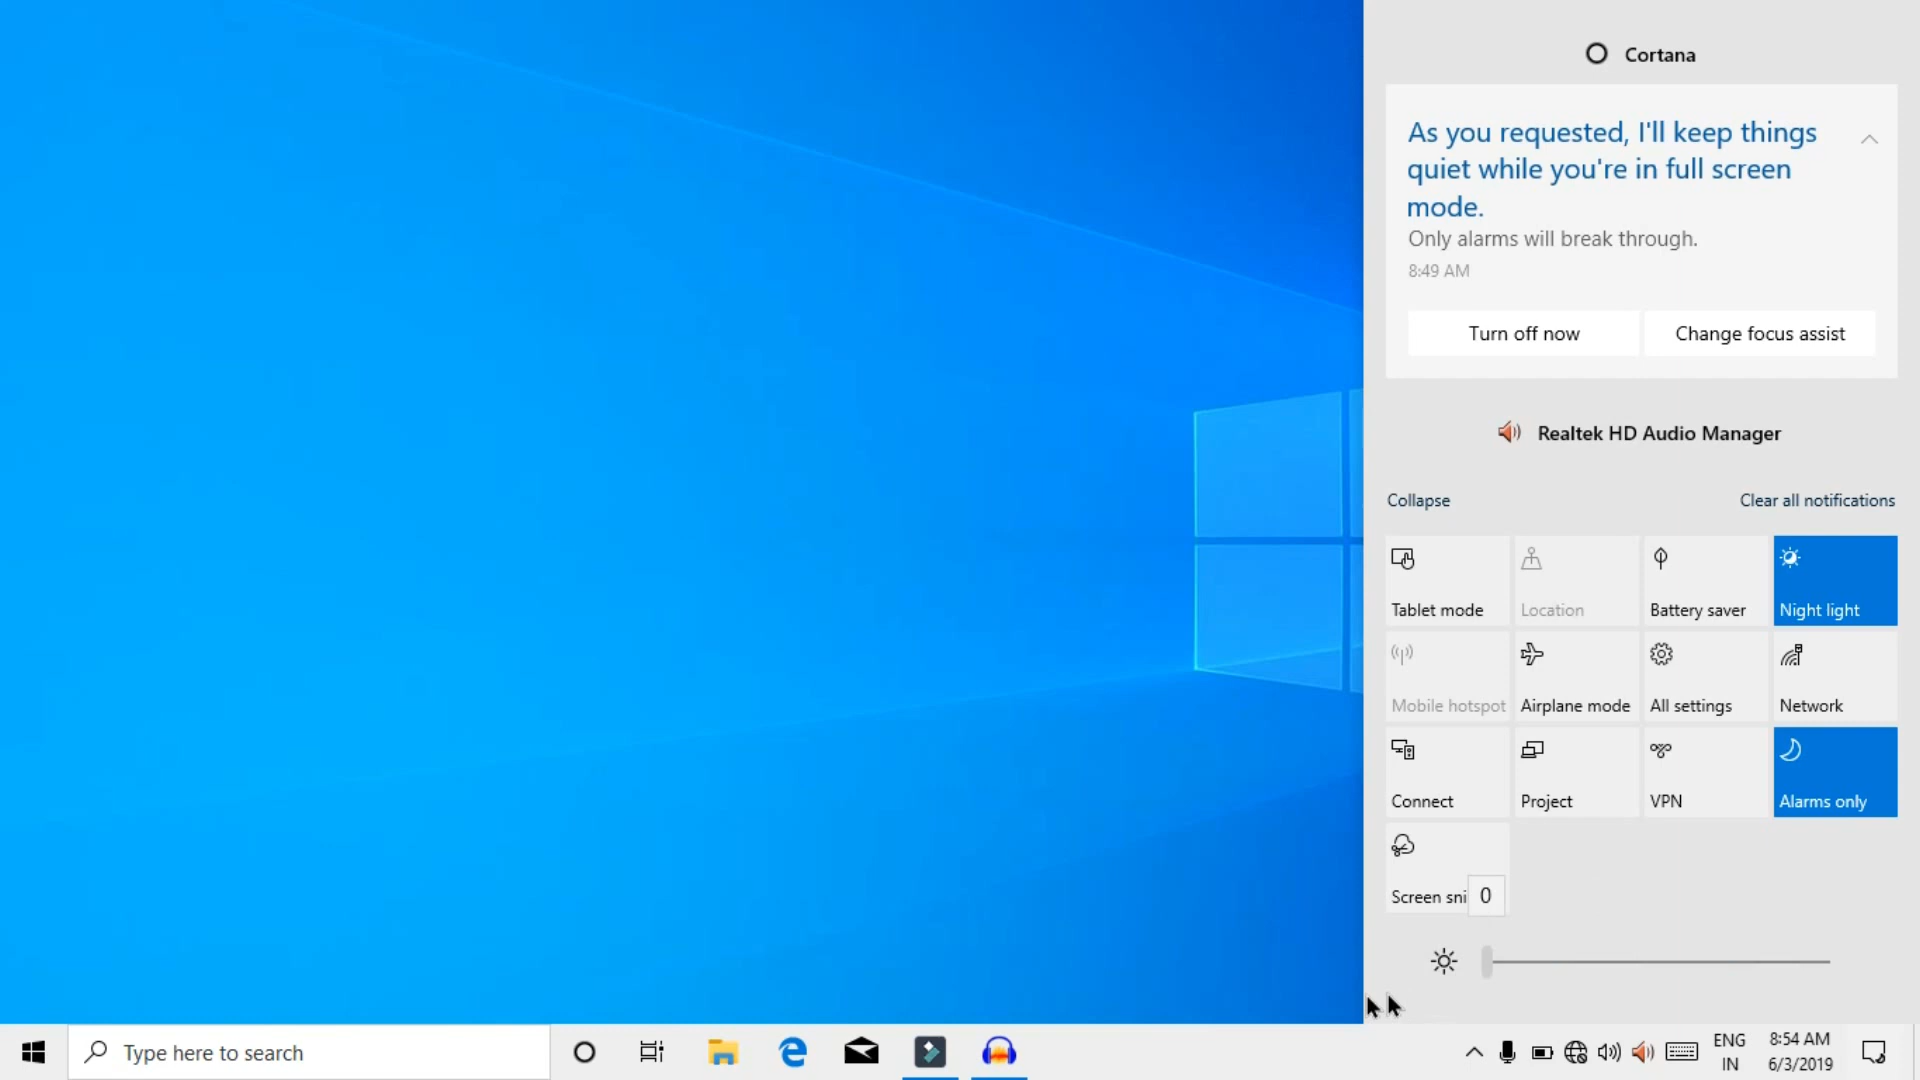 Cortana
As you requested, I'll keep things
quiet while you're in full screen
mode.
Only alarms will break through.
8:49 AM
Turn off now
Change focus assist
Realtek HD Audio Manager
Collapse
Clear all notifications
Tablet mode
Location
Battery saver
Night light
Mobile hotspot
Airplane mode
All settings
Network
Connect
Project
VPN
Alarms only
Screen sni
0
Type here to search
ENG
IN
8:54 AM
6/3/2019